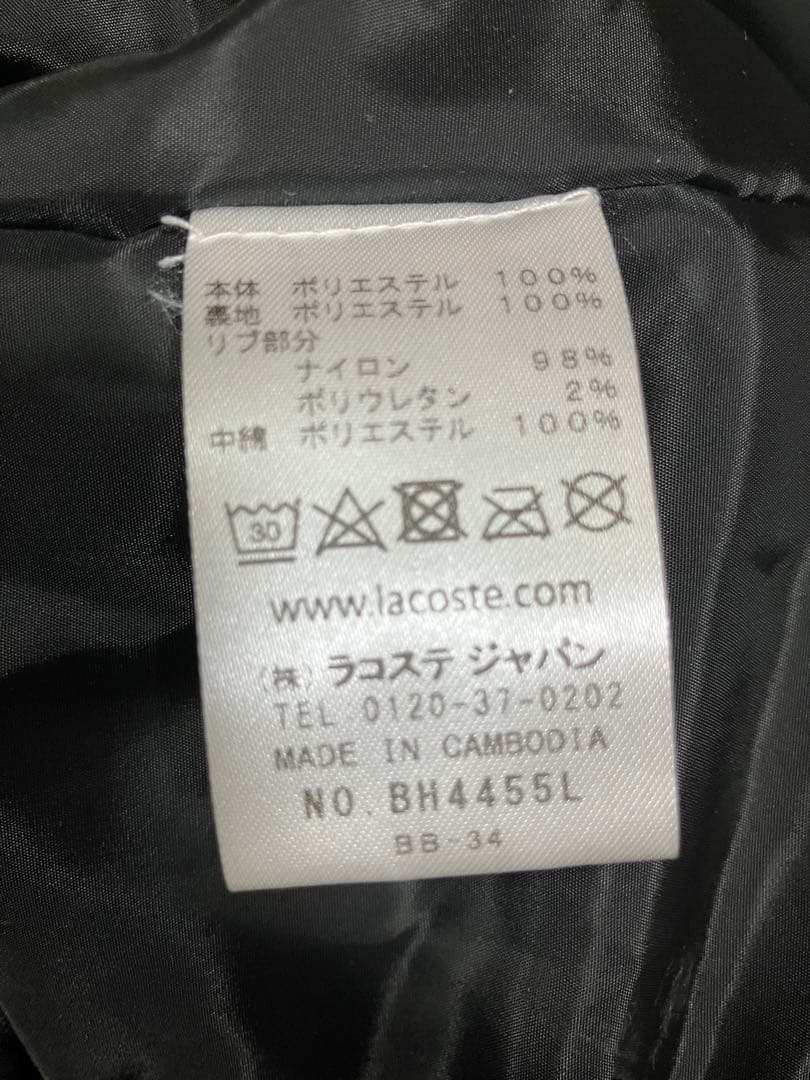 本体 ポリエステル 100%
裏地 ポリエステル 100%
リブ部分
ナイロン 98%
ポリウレタン 2%
中綿 ポリエステル 100%
30
www.lacoste.com
(株) ラコステ ジャパン
TEL 0120-37-0202
MADE IN CAMBODIA
NO. BH4455L
BB-34